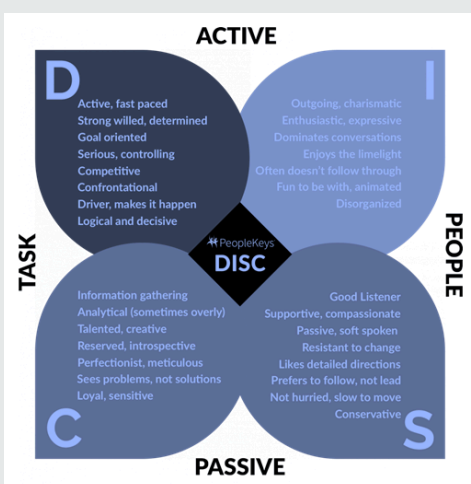 ACTIVE
D
Active, fast paced
Strong willed, determined
Goal oriented
Serious, controlling
Competitive
Confrontational
Driver, makes it happen
Logical and decisive
I
Outgoing, charismatic
Enthusiastic, expressive
Dominates conversations
Enjoys the limelight
Often doesn't follow through
Fun to be with, animated
Disorganized
TASK
PeopleKeys
DISC
PEOPLE
Information gathering
Analytical (sometimes overly)
Talented, creative
Reserved, introspective
Perfectionist, meticulous
Sees problems, not solutions
Loyal, sensitive
C
Good Listener
Supportive, compassionate
Passive, soft spoken
Resistant to change
Likes detailed directions
Prefers to follow, not lead
Not hurried, slow to move
Conservative
S
PASSIVE